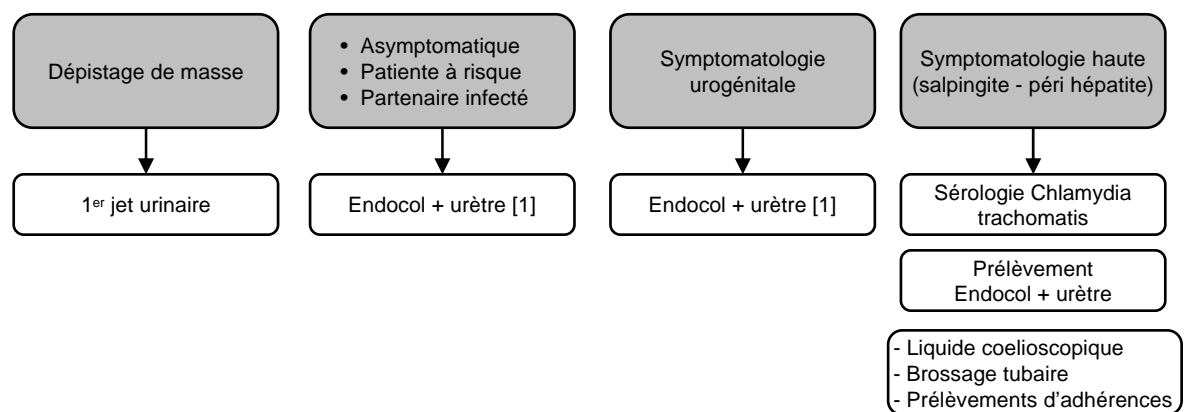 Dépistage de masse
• Asymptomatique
• Patiente à risque
• Partenaire infecté
Symptomatologie
urogénitale
Symptomatologie haute
(salpingite - péri hépatite)
1er jet urinaire
Endocol + urètre [1]
Endocol + urètre [1]
Sérologie Chlamydia
trachomatis
Prélèvement
Endocol + urètre
- Liquide coelioscopique
- Brossage tubaire
- Prélèvements d’adhérences